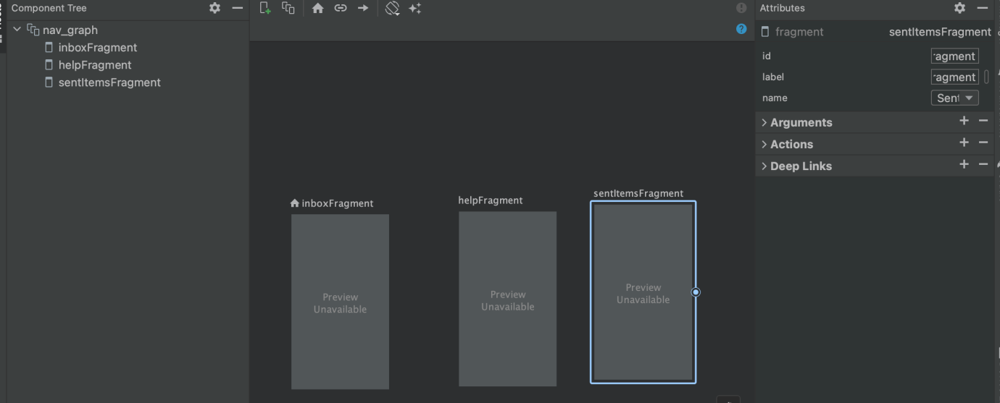 Component Tree
nav_graph
inboxFragment
helpFragment
sentItemsFragment
inboxFragment
Preview
Unavailable
helpFragment
Preview
Unavailable
sentItemsFragment
Preview
Unavailable
Attributes
fragment sentItemsFragment
id ragment
label ragment
name Sent
Arguments
Actions
Deep Links